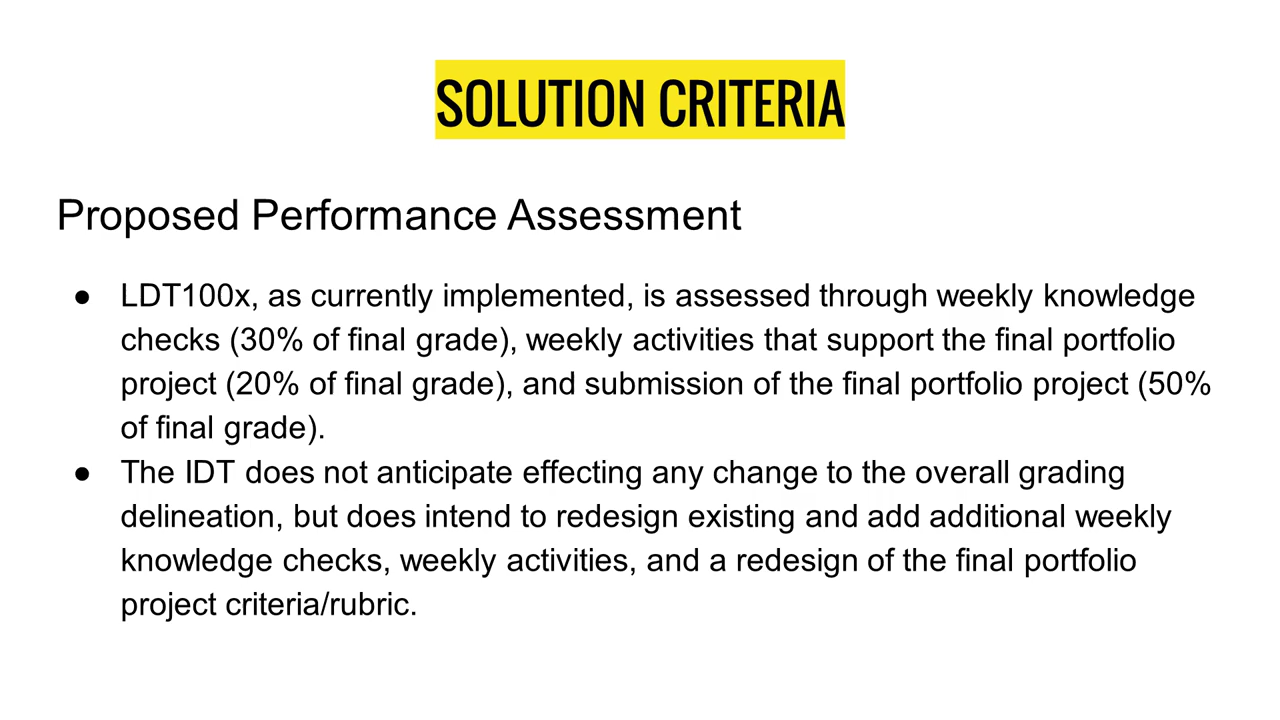 SOLUTION CRITERIA
Proposed Performance Assessment
● LDT100x, as currently implemented, is assessed through weekly knowledge
checks (30% of final grade), weekly activities that support the final portfolio
project (20% of final grade), and submission of the final portfolio project (50%
of final grade).
● The IDT does not anticipate effecting any change to the overall grading
delineation, but does intend to redesign existing and add additional weekly
knowledge checks, weekly activities, and a redesign of the final portfolio
project criteria/rubric.